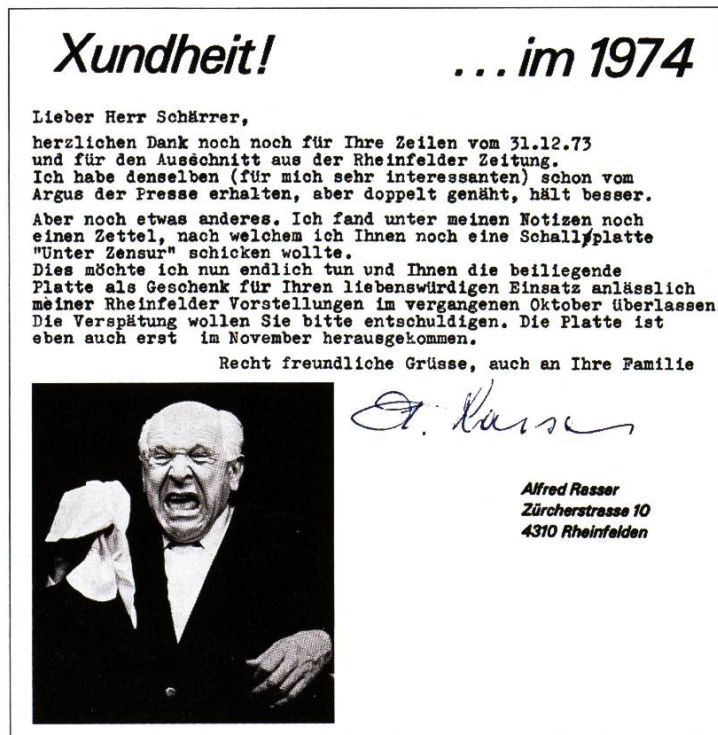 Xundheit! ... im 1974
Lieber Herr Schärrer,
herzlichen Dank noch noch für Ihre Zeilen vom 31.12.73
und für den Ausschnitt aus der Rheinfelder Zeitung.
Ich habe denselben (für mich sehr interessanten) schon vom
Argus der Presse erhalten, aber doppelt genäht, hält besser.
Aber noch etwas anderes. Ich fand unter meinen Notizen noch
einen Zettel, nach welchem ich Ihnen noch eine Schallplatte
"Unter Zensur" schicken wollte.
Dies möchte ich nun endlich tun und Ihnen die beiliegende
Platte als Geschenk für Ihren liebenswürdigen Einsatz anlässlich
meiner Rheinfelder Vorstellungen im vergangenen Oktober überlassen
Die Verspätung wollen Sie bitte entschuldigen. Die Platte ist
eben auch erst im November herausgekommen.
Recht freundliche Grüsse, auch an Ihre Familie
A. Rasser
Alfred Rasser
Zürcherstrasse 10
4310 Rheinfelden